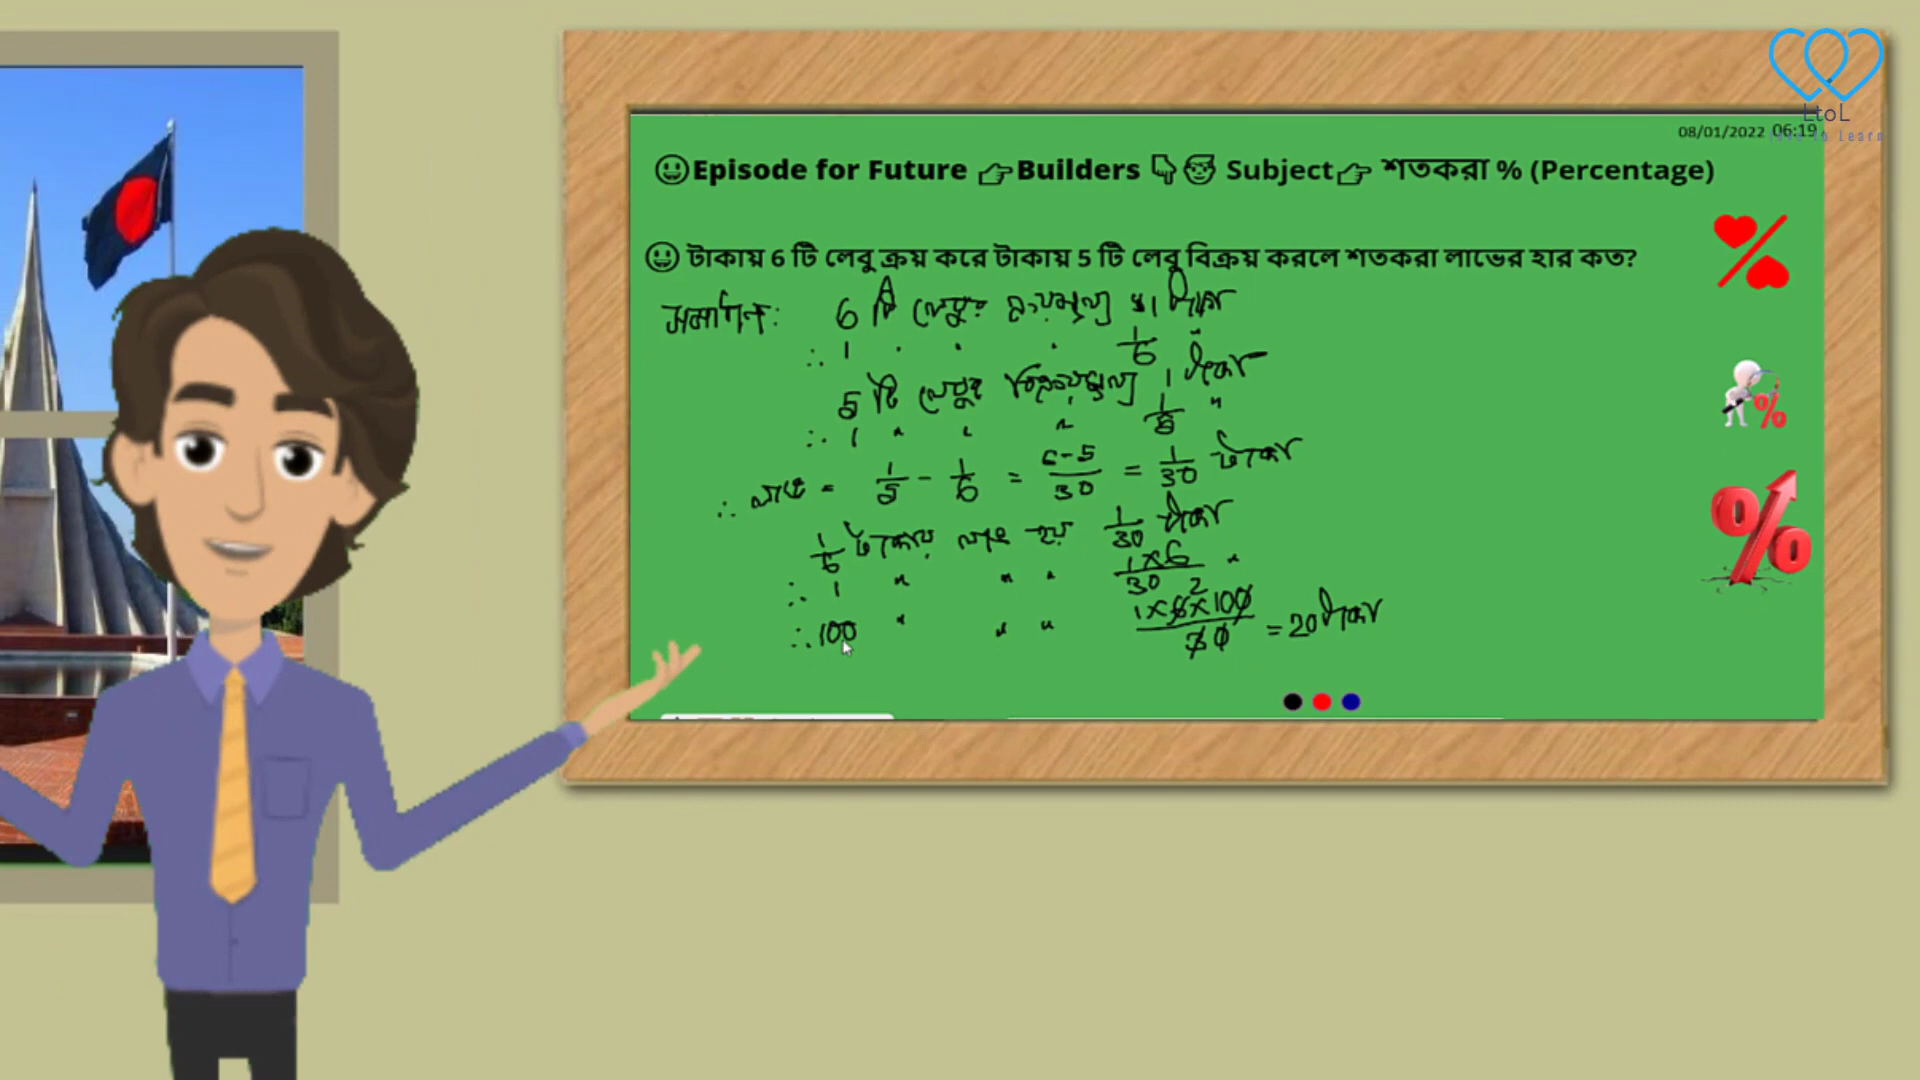 LtoL
08/01/2022 06:19
Episode for Future Builders Subject শতকরা % (Percentage)
টাকায় 6 টি লেবু ক্রয় করে টাকায় 5 টি লেবু বিক্রয় করলে শতকরা লাভের হার কত?
সমাধান: 6 টি লেবুর ক্রয়মূল্য 1 টাকা
∴ 1 " " " 1/6 "
5 টি লেবুর বিক্রয়মূল্য 1 টাকা
∴ 1 " " " 1/5 "
∴ লাভ = 1/5 - 1/6 = 6-5/30 = 1/30 টাকা
1/6 টাকায় লাভ হয় 1/30 টাকা
∴ 1 " " " 1×6/30 "
∴ 100 " " " 1×6×100/30 = 20 টাকা